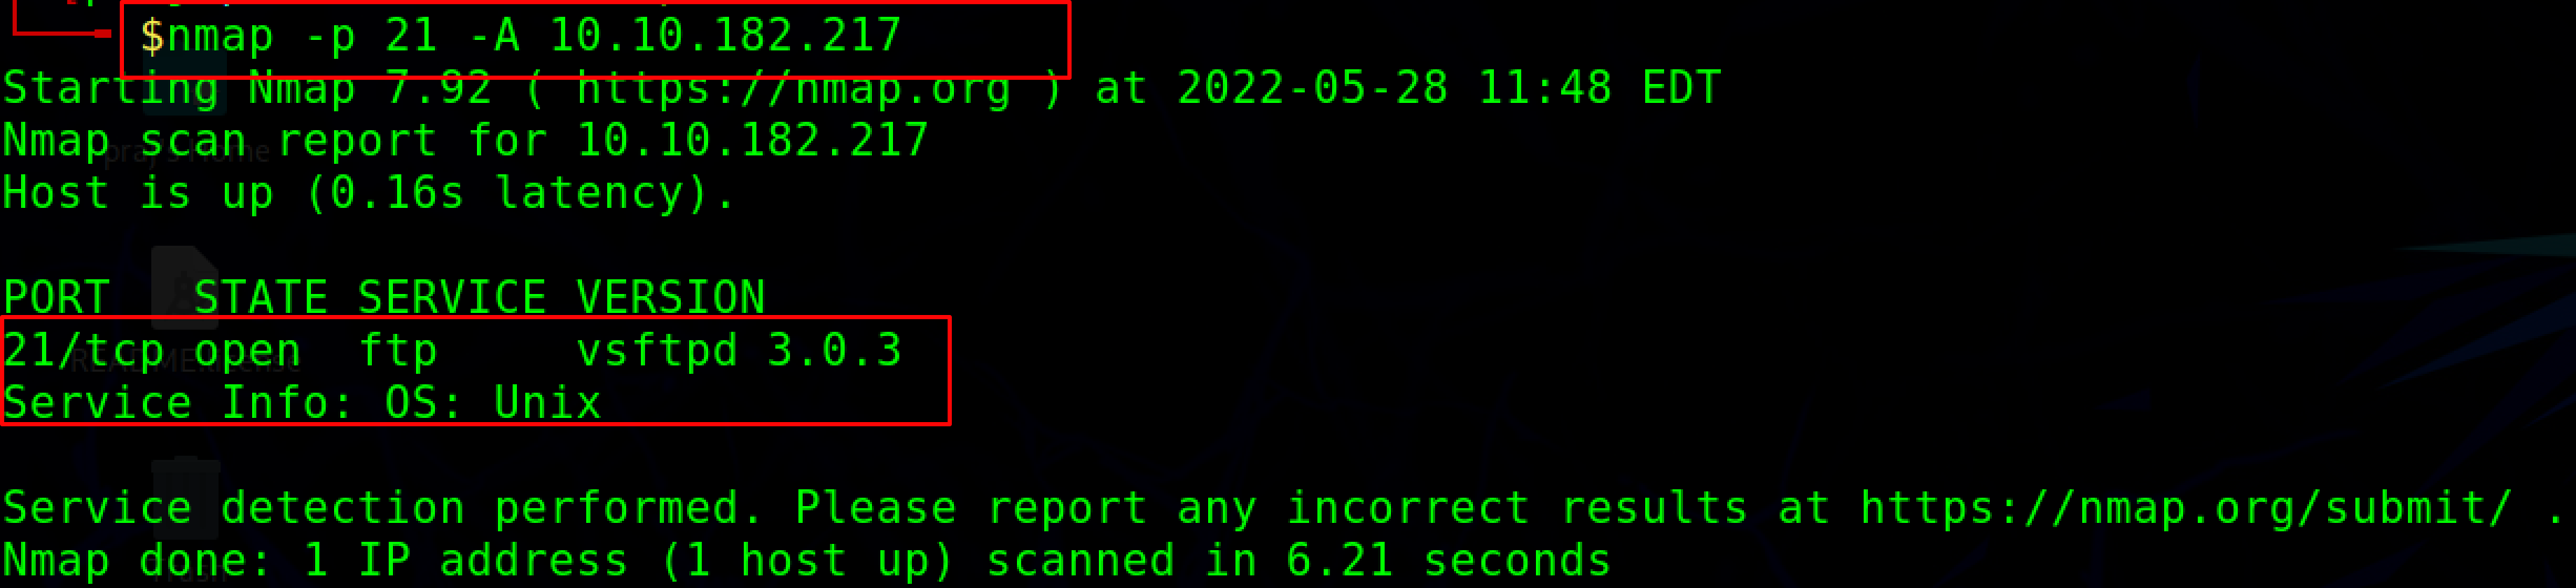 $nmap -p 21 -A 10.10.182.217
Starting Nmap 7.92 ( https://nmap.org ) at 2022-05-28 11:48 EDT
Nmap scan report for 10.10.182.217
Host is up (0.16s latency).
PORT   STATE SERVICE VERSION
21/tcp open  ftp     vsftpd 3.0.3
Service Info: OS: Unix
Service detection performed. Please report any incorrect results at https://nmap.org/submit/ .
Nmap done: 1 IP address (1 host up) scanned in 6.21 seconds